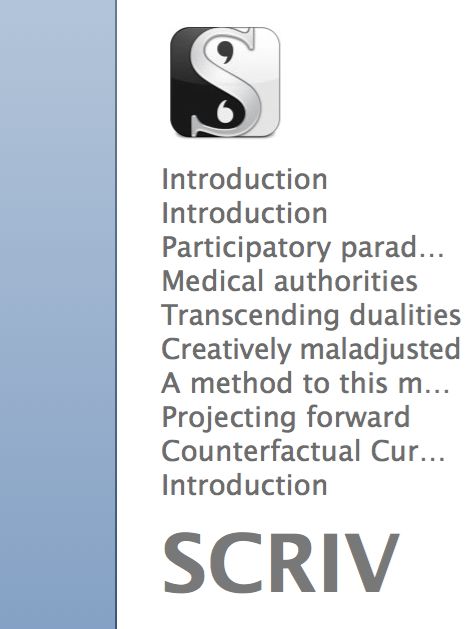 Introduction
Introduction
Participatory parad...
Medical authorities
Transcending dualities
Creatively maladjusted
A method to this m...
Projecting forward
Counterfactual Cur...
Introduction
SCRIV